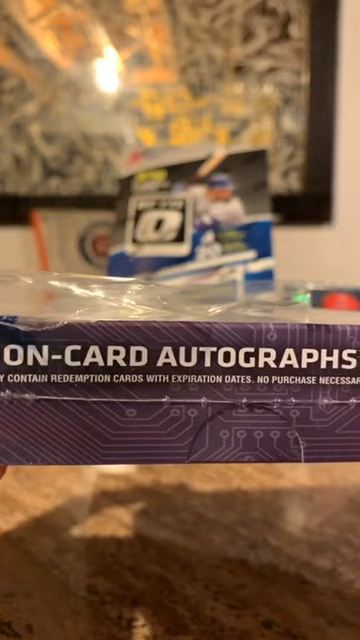 ON-CARD AUTOGRAPHS
Y CONTAIN REDEMPTION CARDS WITH EXPIRATION DATES. NO PURCHASE NECESSAR